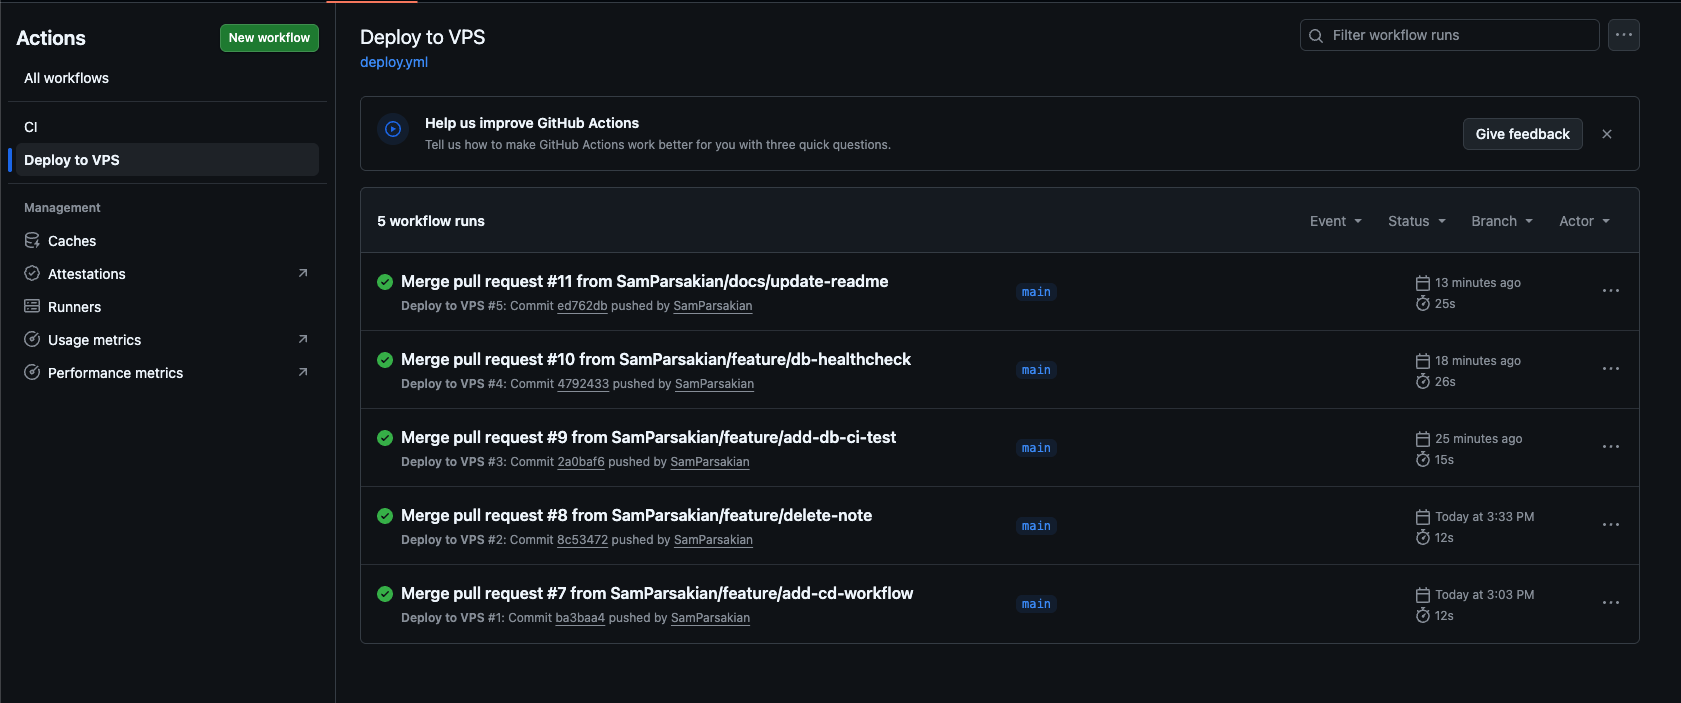 Actions
New workflow
All workflows
CI
Deploy to VPS
Management
Caches
Attestations
Runners
Usage metrics
Performance metrics
Deploy to VPS
deploy.yml
Filter workflow runs
Help us improve GitHub Actions
Tell us how to make GitHub Actions work better for you with three quick questions.
Give feedback
5 workflow runs
Event Status Branch Actor
Merge pull request #11 from SamParsakian/docs/update-readme
Deploy to VPS #5: Commit ed762db pushed by SamParsakian
main
13 minutes ago
25s
Merge pull request #10 from SamParsakian/feature/db-healthcheck
Deploy to VPS #4: Commit 4792433 pushed by SamParsakian
main
18 minutes ago
26s
Merge pull request #9 from SamParsakian/feature/add-db-ci-test
Deploy to VPS #3: Commit 2a0baf6 pushed by SamParsakian
main
25 minutes ago
15s
Merge pull request #8 from SamParsakian/feature/delete-note
Deploy to VPS #2: Commit 8c53472 pushed by SamParsakian
main
Today at 3:33 PM
12s
Merge pull request #7 from SamParsakian/feature/add-cd-workflow
Deploy to VPS #1: Commit ba3baa4 pushed by SamParsakian
main
Today at 3:03 PM
12s